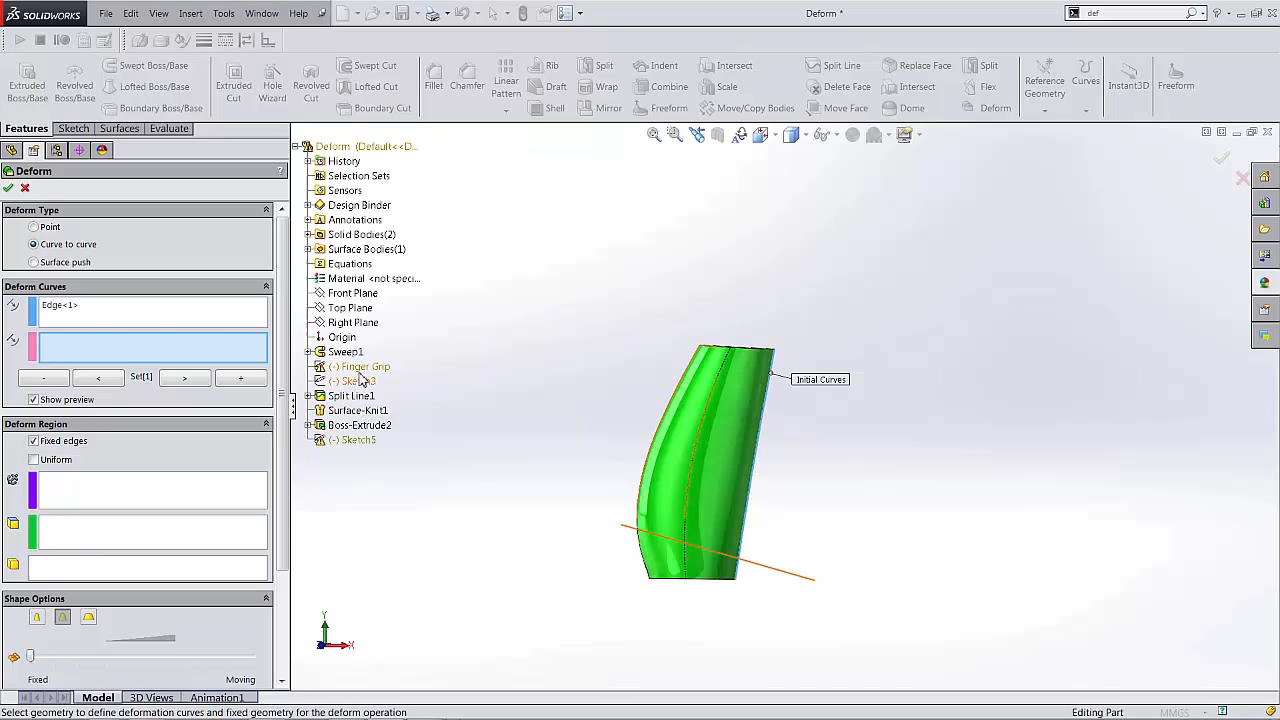 SOLIDWORKS File Edit View Insert Tools Window Help Deform * def
Extruded Boss/Base
Revolved Boss/Base
Swept Boss/Base
Lofted Boss/Base
Boundary Boss/Base
Extruded Cut
Hole Wizard
Revolved Cut
Swept Cut
Lofted Cut
Boundary Cut
Fillet
Chamfer
Linear Pattern
Rib
Draft
Shell
Split
Wrap
Mirror
Indent
Combine
Freeform
Intersect
Scale
Move/Copy Bodies
Split Line
Delete Face
Move Face
Replace Face
Intersect
Dome
Split
Flex
Deform
Reference Geometry
Curves
Instant3D
Freeform
Features Sketch Surfaces Evaluate
Deform ?
Deform Type
Point
Curve to curve
Surface push
Deform Curves
Edge<1>
- < Set[1] > +
Show preview
Deform Region
Fixed edges
Uniform
Shape Options
Fixed Moving
Deform (Default<<D...
History
Selection Sets
Sensors
Design Binder
Annotations
Solid Bodies(2)
Surface Bodies(1)
Equations
Material <not speci...
Front Plane
Top Plane
Right Plane
Origin
Sweep1
(-) Finger Grip
(-) Sketch3
Split Line1
Surface-Knit1
Boss-Extrude2
(-) Sketch5
Initial Curves
Y
X
Model 3D Views Animation1
Select geometry to define deformation curves and fixed geometry for the deform operation Editing Part MMGS